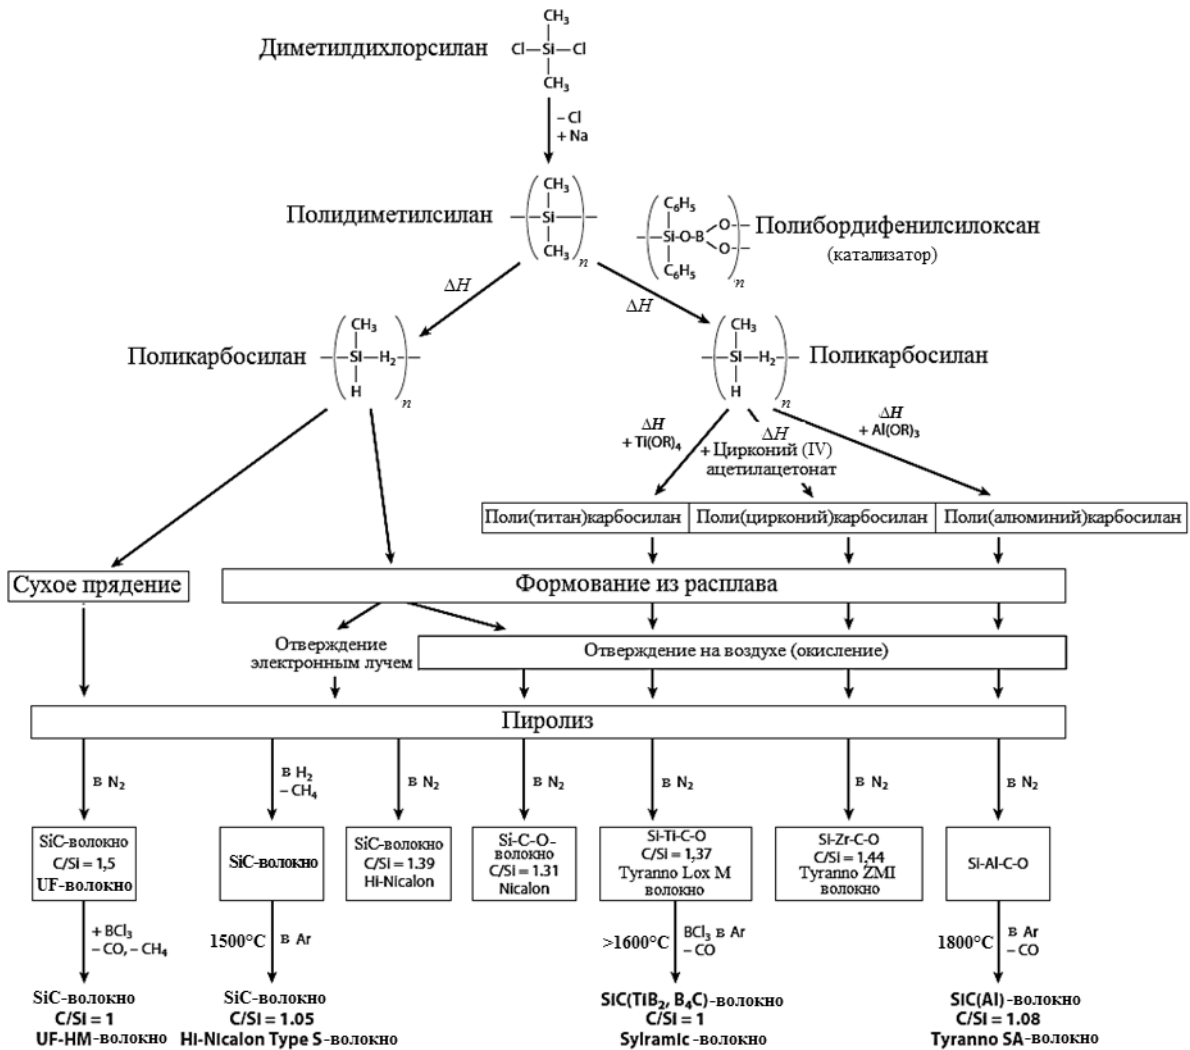 CH₃
Диметилдихлорсилан
Cl–Si–Cl
CH₃
– Cl
+ Na
CH₃
Полидиметилсилан
Si
CH₃
n
C₆H₅
Si-O-B
O
O
C₆H₅
n
Полибордифенилсилоксан
(катализатор)
ΔH
ΔH
CH₃
Поликарбосилан
Si–H₂
H
n
CH₃
Si–H₂
H
n
Поликарбосилан
ΔH
+ Ti(OR)₄
ΔH
+ Цирконий (IV)
ацетилацетонат
ΔH
+ Al(OR)₃
Поли(титан)карбосилан
Поли(цирконий)карбосилан
Поли(алюминий)карбосилан
Сухое прядение
Формование из расплава
Отверждение
электронным лучем
Отверждение на воздухе (окисление)
Пиролиз
в N₂
в H₂
– CH₄
в N₂
в N₂
в N₂
в N₂
в N₂
SiC-волокно
C/Si = 1,5
UF-волокно
SiC-волокно
SiC-волокно
C/Si = 1.39
Hi-Nicalon
Si-C-O-
волокно
C/Si = 1.31
Nicalon
Si-Ti-C-O
C/Si = 1,37
Tyranno Lox M
волокно
Si-Zr-C-O
C/Si = 1,44
Tyranno ZMI
волокно
Si-Al-C-O
+ BCl₃
– CO, – CH₄
1500°C
в Ar
>1600°C
BCl₃ в Ar
– CO
1800°C
в Ar
– CO
SiC-волокно
C/Si = 1
UF-HM-волокно
SiC-волокно
C/Si = 1.05
Hi-Nicalon Type S-волокно
SiC(TiB₂, B₄C)-волокно
C/Si = 1
Sylramic -волокно
SiC(Al)-волокно
C/Si = 1.08
Tyranno SA-волокно